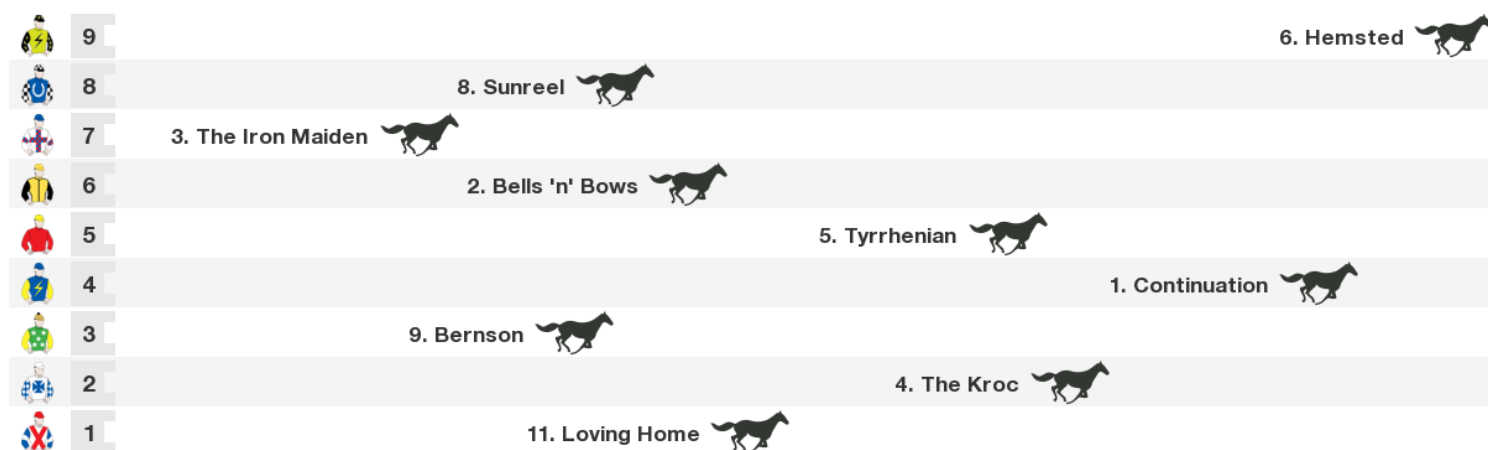 9 6. Hemsted
8 8. Sunreel
7 3. The Iron Maiden
6 2. Bells 'n' Bows
5 5. Tyrrhenian
4 1. Continuation
3 9. Bernson
2 4. The Kroc
1 11. Loving Home